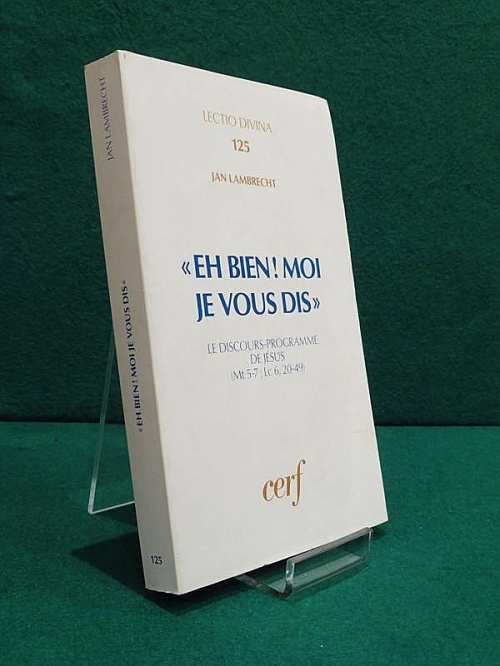 LECTIO DIVINA
125
JAN LAMBRECHT
« EH BIEN ! MOI
JE VOUS DIS »
LE DISCOURS-PROGRAMME
DE JÉSUS
(Mt 5-7 ; Lc 6, 20-49)
cerf
JAN LAMBRECHT
« EH BIEN ! MOI JE VOUS DIS »
125